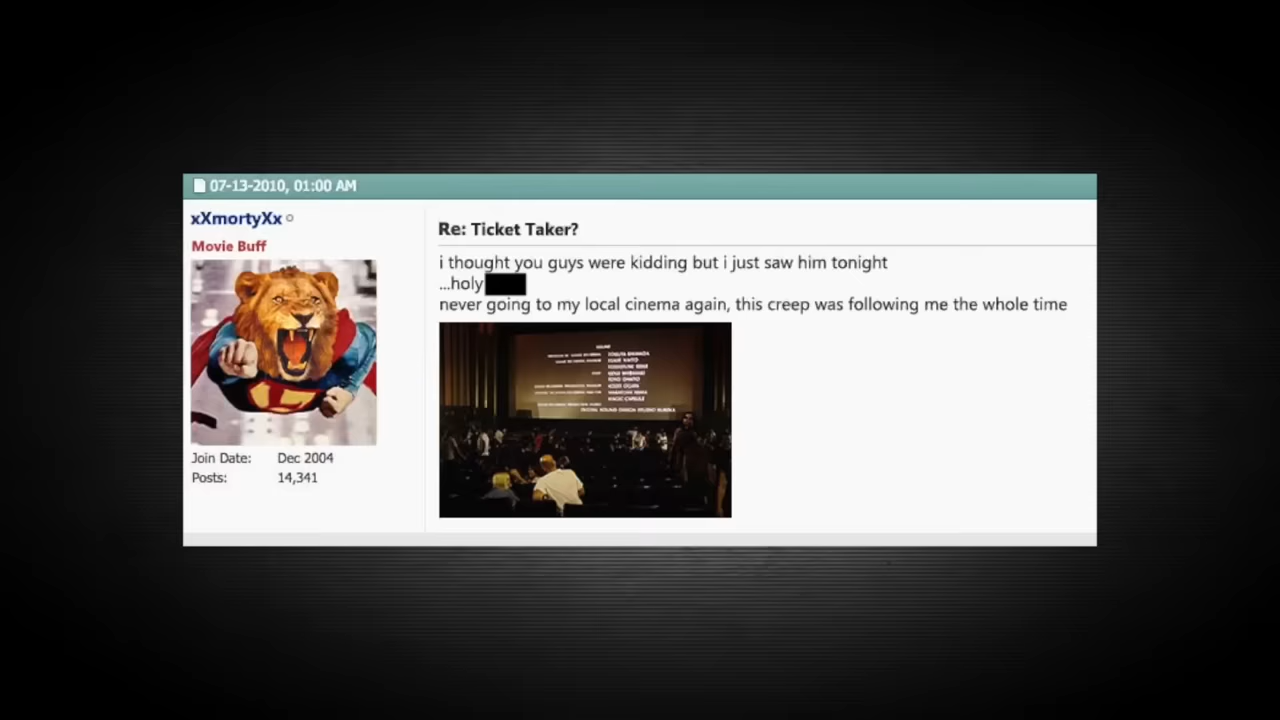 07-13-2010, 01:00 AM
xXmortyXx
Movie Buff
Join Date: Dec 2004
Posts: 14,341
Re: Ticket Taker?
i thought you guys were kidding but i just saw him tonight
...holy
never going to my local cinema again, this creep was following me the whole time